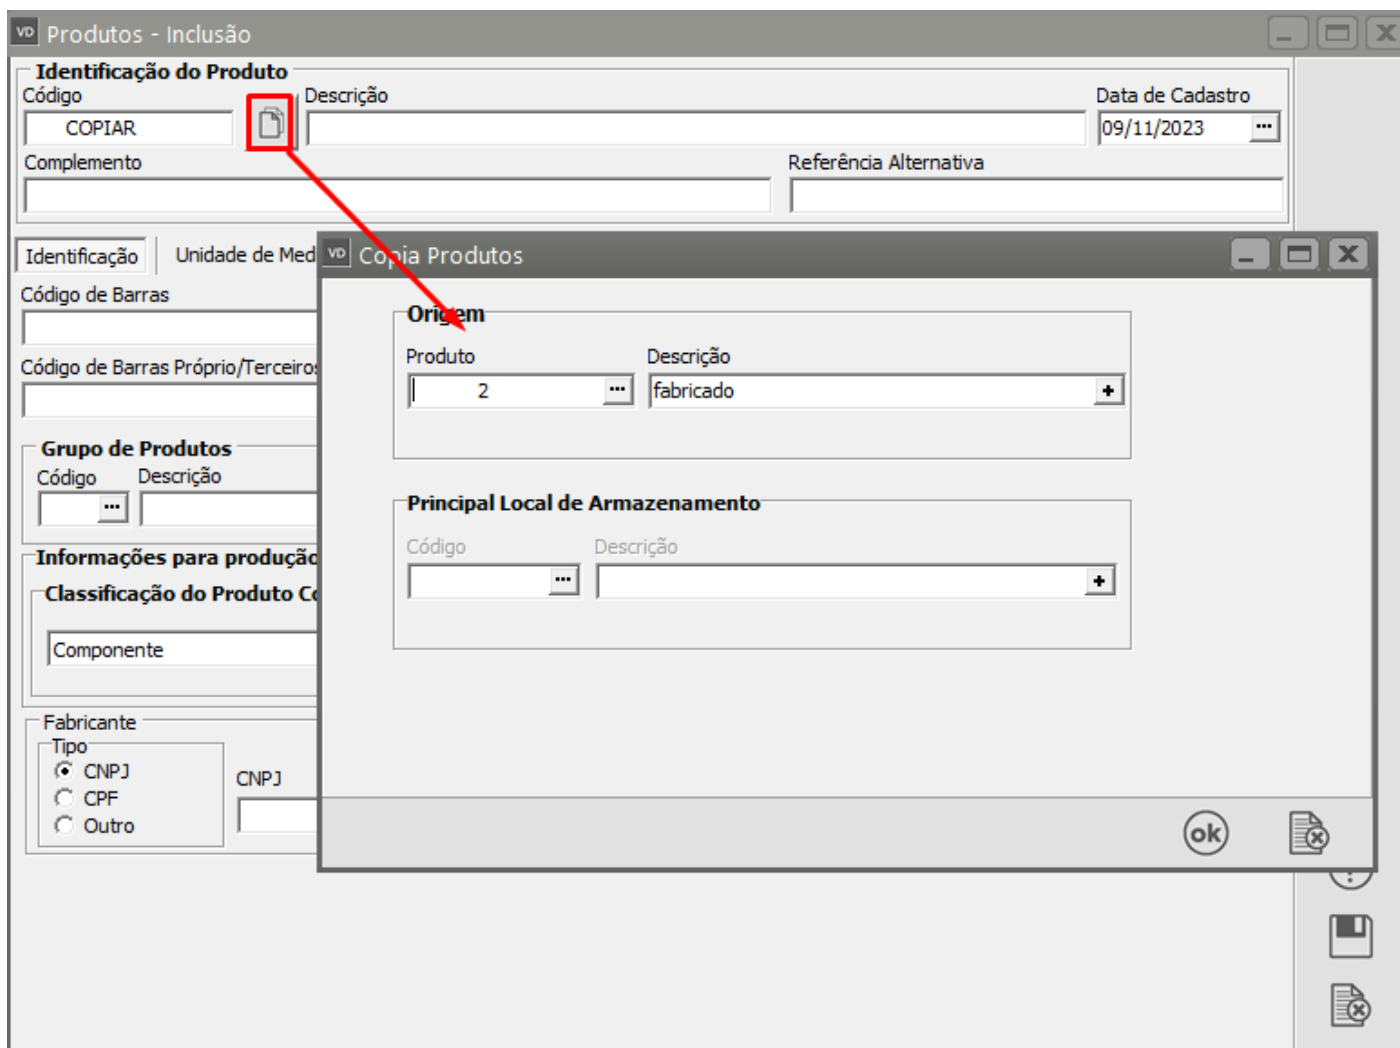 VD Produtos - Inclusão
Identificação do Produto
Código Descrição Data de Cadastro
COPIAR 09/11/2023 ...
Complemento Referência Alternativa
Identificação Unidade de Med
Código de Barras
Código de Barras Próprio/Terceiros
Grupo de Produtos
Código Descrição
...
Informações para produção
Classificação do Produto Co
Componente
Fabricante
Tipo
CNPJ
CPF
Outro
CNPJ
VD Copia Produtos
Origem
Produto Descrição
2 ... fabricado +
Principal Local de Armazenamento
Código Descrição
... +
ok